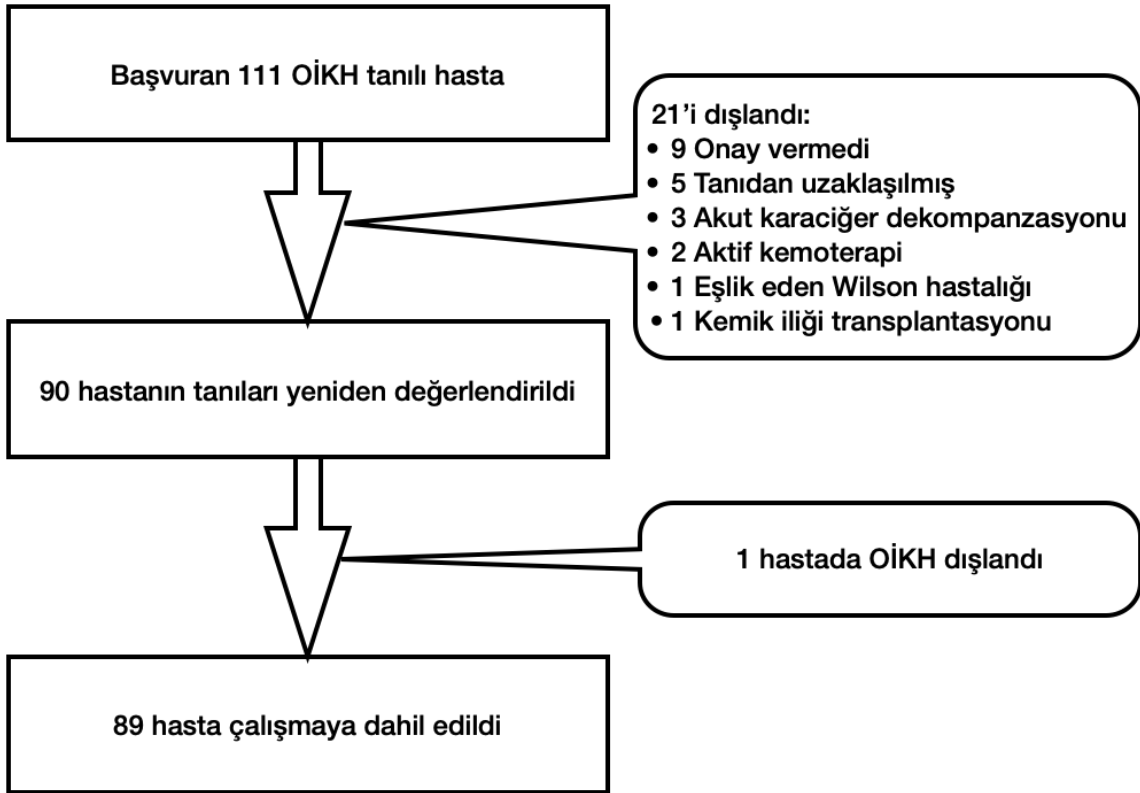 Başvuran 111 OİKH tanılı hasta
21’i dışlandı:
• 9 Onay vermedi
• 5 Tanıdan uzaklaşılmış
• 3 Akut karaciğer dekompanzasyonu
• 2 Aktif kemoterapi
• 1 Eşlik eden Wilson hastalığı
• 1 Kemik iliği transplantasyonu
90 hastanın tanıları yeniden değerlendirildi
1 hastada OİKH dışlandı
89 hasta çalışmaya dahil edildi